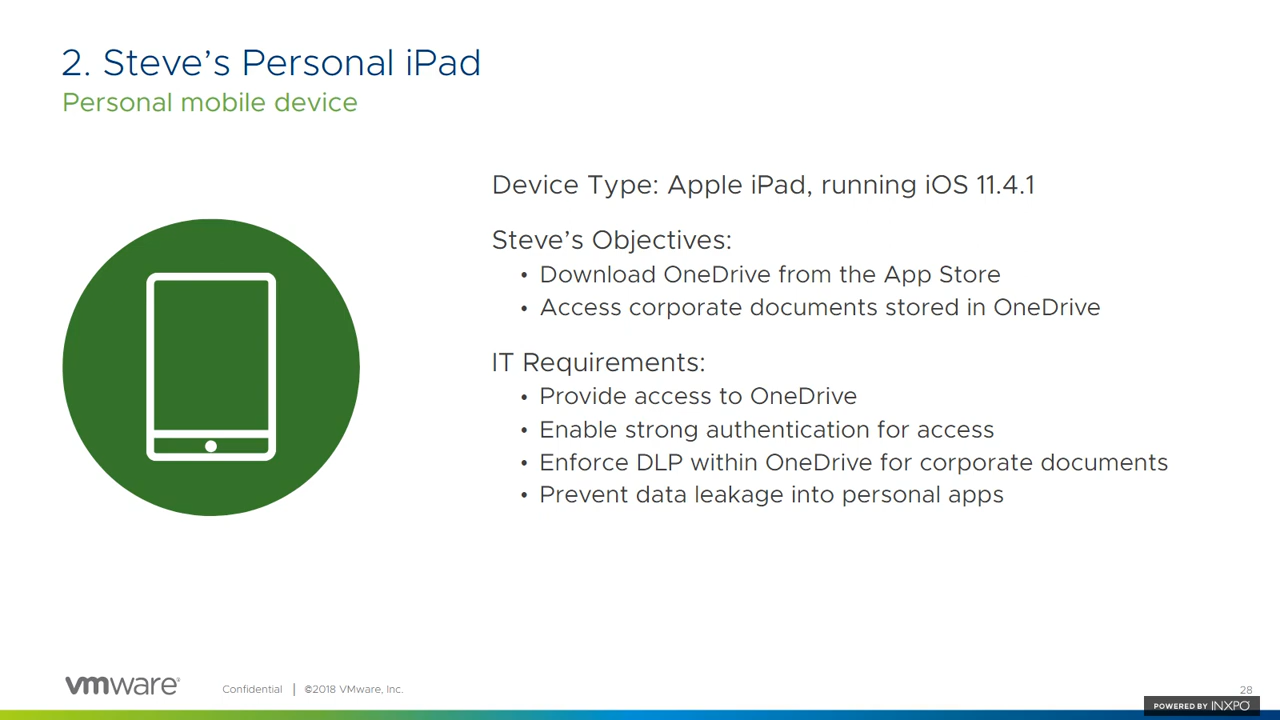 2. Steve’s Personal iPad
Personal mobile device
Device Type: Apple iPad, running iOS 11.4.1
Steve’s Objectives:
• Download OneDrive from the App Store
• Access corporate documents stored in OneDrive
IT Requirements:
• Provide access to OneDrive
• Enable strong authentication for access
• Enforce DLP within OneDrive for corporate documents
• Prevent data leakage into personal apps
vmware®
Confidential | ©2018 VMware, Inc.
28
POWERED BY INXPO